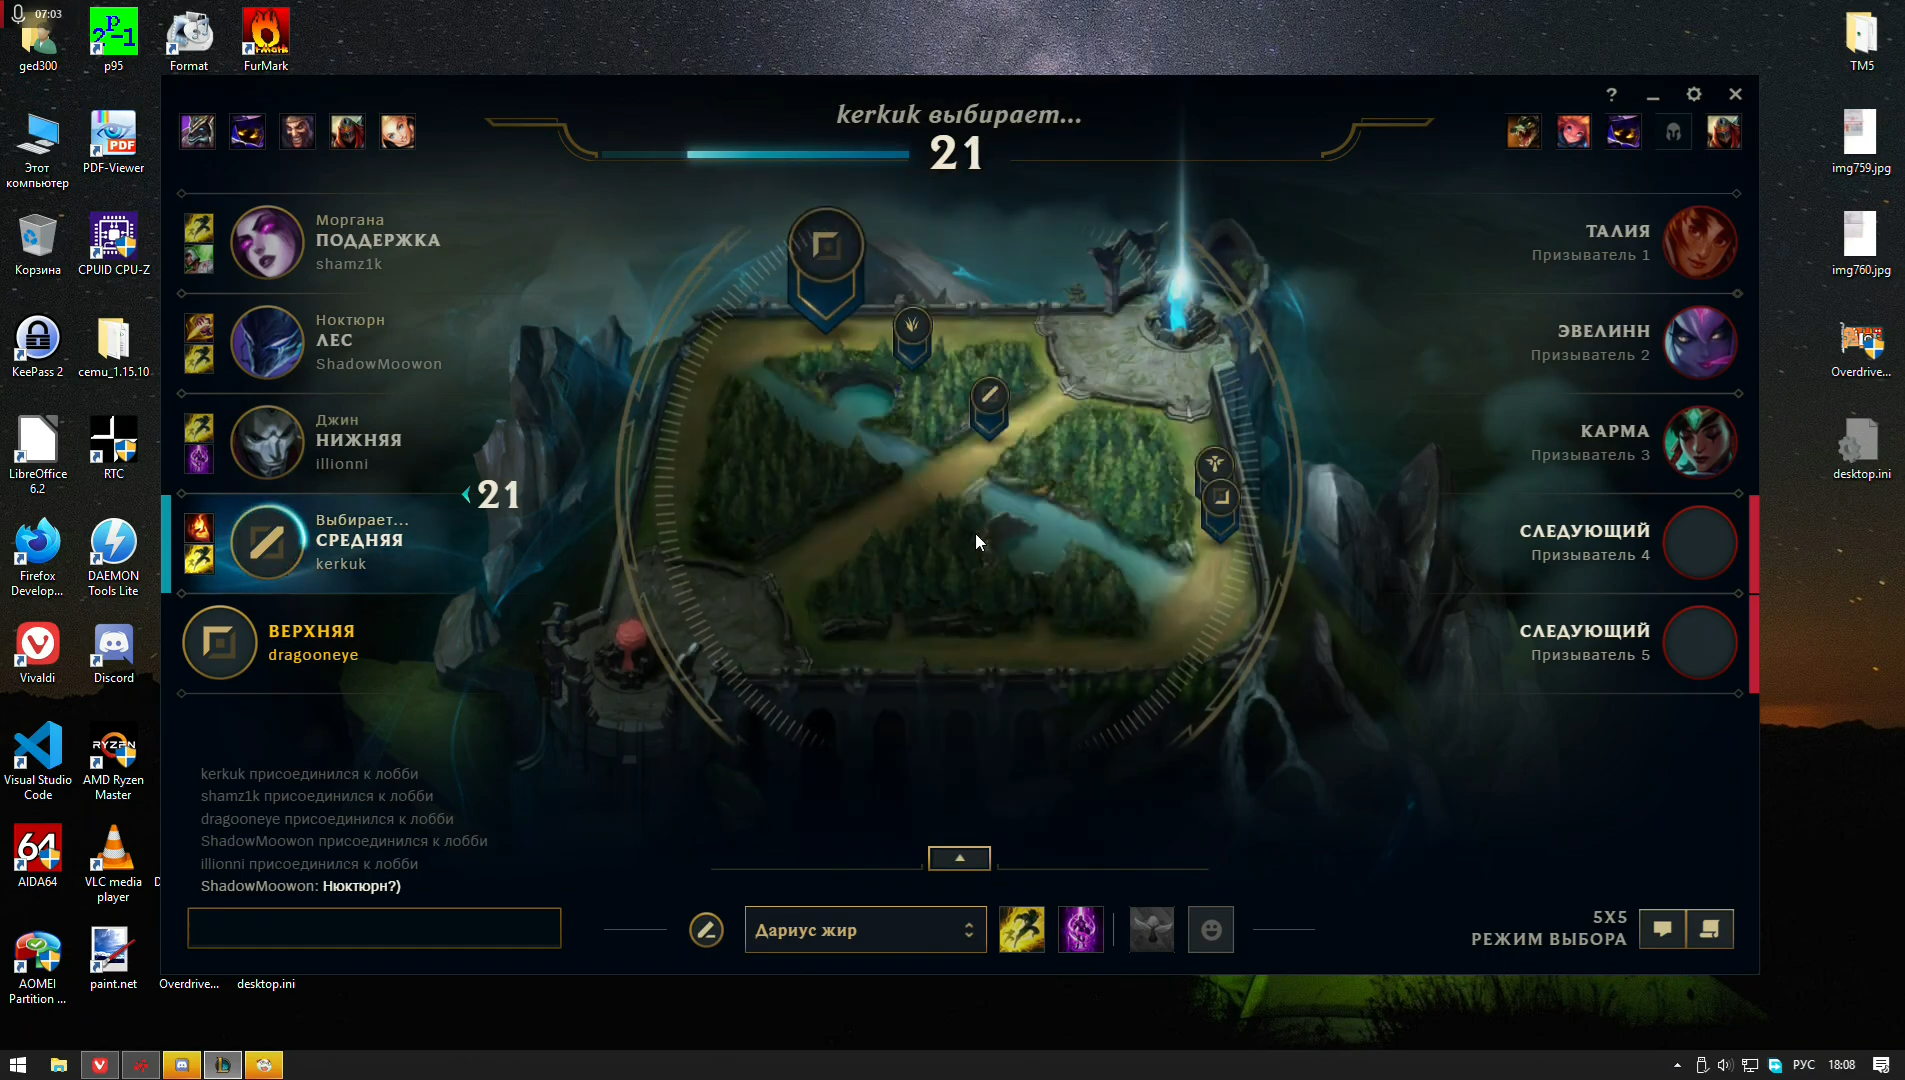 07:03
ged300
p95
Format
FurMark
TM5
Этот компьютер
PDF-Viewer
img759.jpg
Корзина
CPUID CPU-Z
img760.jpg
KeePass 2
cemu_1.15.10
Overdrive...
LibreOffice 6.2
RTC
desktop.ini
Firefox Develop...
DAEMON Tools Lite
Vivaldi
Discord
Visual Studio Code
AMD Ryzen Master
AIDA64
VLC media player
AOMEI Partition ...
paint.net
Overdrive...
desktop.ini
kerkuk выбирает...
21
Моргана
ПОДДЕРЖКА
shamz1k
Ноктюрн
ЛЕС
ShadowMoowon
Джин
НИЖНЯЯ
illionni
21
Выбирает...
СРЕДНЯЯ
kerkuk
ВЕРХНЯЯ
dragooneye
ТАЛИЯ
Призыватель 1
ЭВЕЛИНН
Призыватель 2
КАРМА
Призыватель 3
СЛЕДУЮЩИЙ
Призыватель 4
СЛЕДУЮЩИЙ
Призыватель 5
kerkuk присоединился к лобби
shamz1k присоединился к лобби
dragooneye присоединился к лобби
ShadowMoowon присоединился к лобби
illionni присоединился к лобби
ShadowMoowon: Нюктюрн?)
Дариус жир
5X5
РЕЖИМ ВЫБОРА
РУС
18:08